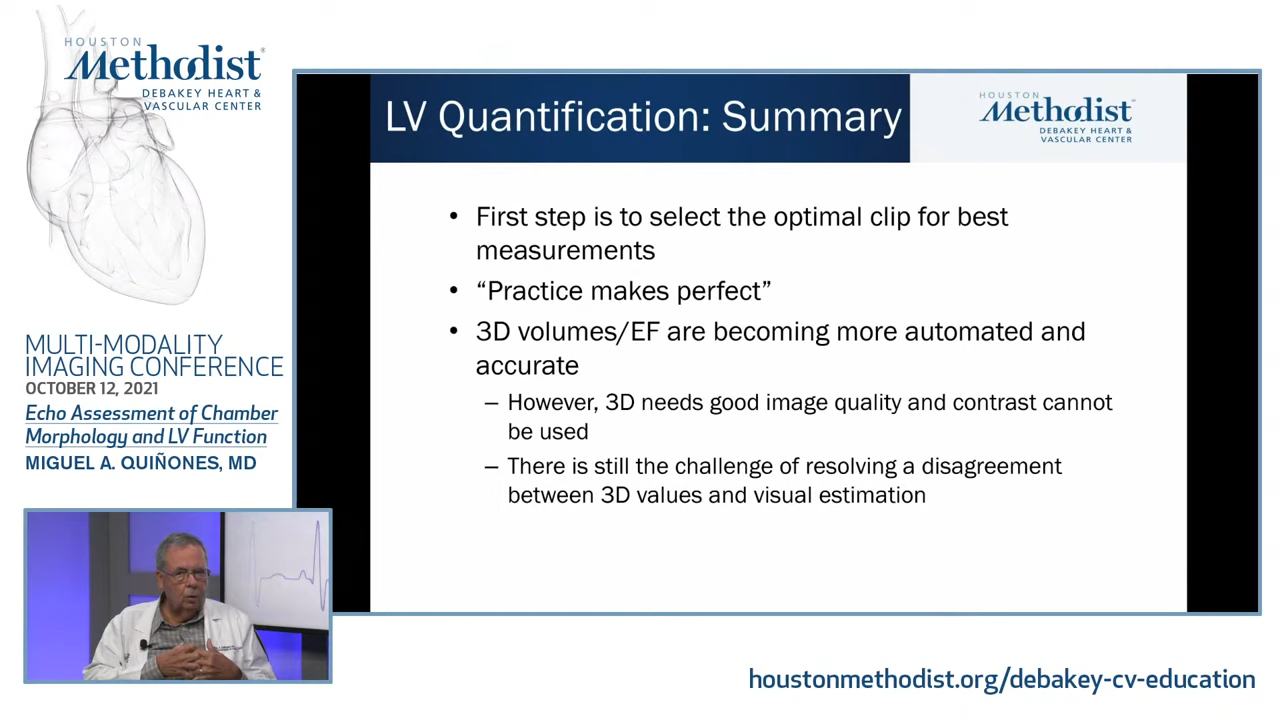 HOUSTON
Methodist
DEBAKEY HEART &
VASCULAR CENTER
MULTI-MODALITY
IMAGING CONFERENCE
OCTOBER 12, 2021
Echo Assessment of Chamber
Morphology and LV Function
MIGUEL A. QUIÑONES, MD
LV Quantification: Summary
HOUSTON
Methodist
DEBAKEY HEART &
VASCULAR CENTER
• First step is to select the optimal clip for best
measurements
• “Practice makes perfect”
• 3D volumes/EF are becoming more automated and
accurate
– However, 3D needs good image quality and contrast cannot
be used
– There is still the challenge of resolving a disagreement
between 3D values and visual estimation
houstonmethodist.org/debakey-cv-education